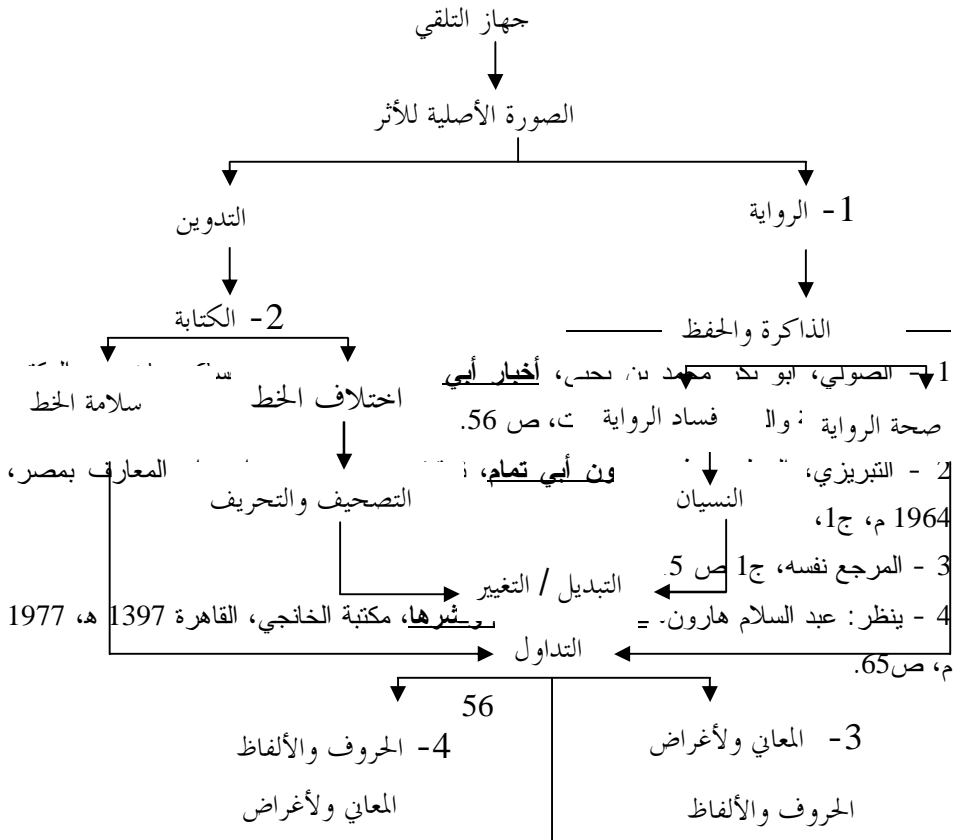 جهاز التلقي
الصورة الأصلية للأثر
1- الرواية
التدوين
2- الكتابة
الذاكرة والحفظ
1 - الصولي، أبو بكر محمد بن يحيى، أخبار أبي
صحة الرواية
فساد الرواية
اختلاف الخط
سلامة الخط
ص 56.
2 - التبريزي، أبي تمام، المعارف بمصر،
النسيان
التصحيف والتحريف
1964 م، ج1،
3 - المرجع نفسه، ج1 ص 5
التبديل / التغيير
4 - ينظر: عبد السلام هارون. مكتبة الخانجي، القاهرة 1397 ه، 1977
التداول
م، ص65.
56
3- المعاني ولأغراض
4- الحروف والألفاظ
الحروف والألفاظ
المعاني ولأغراض